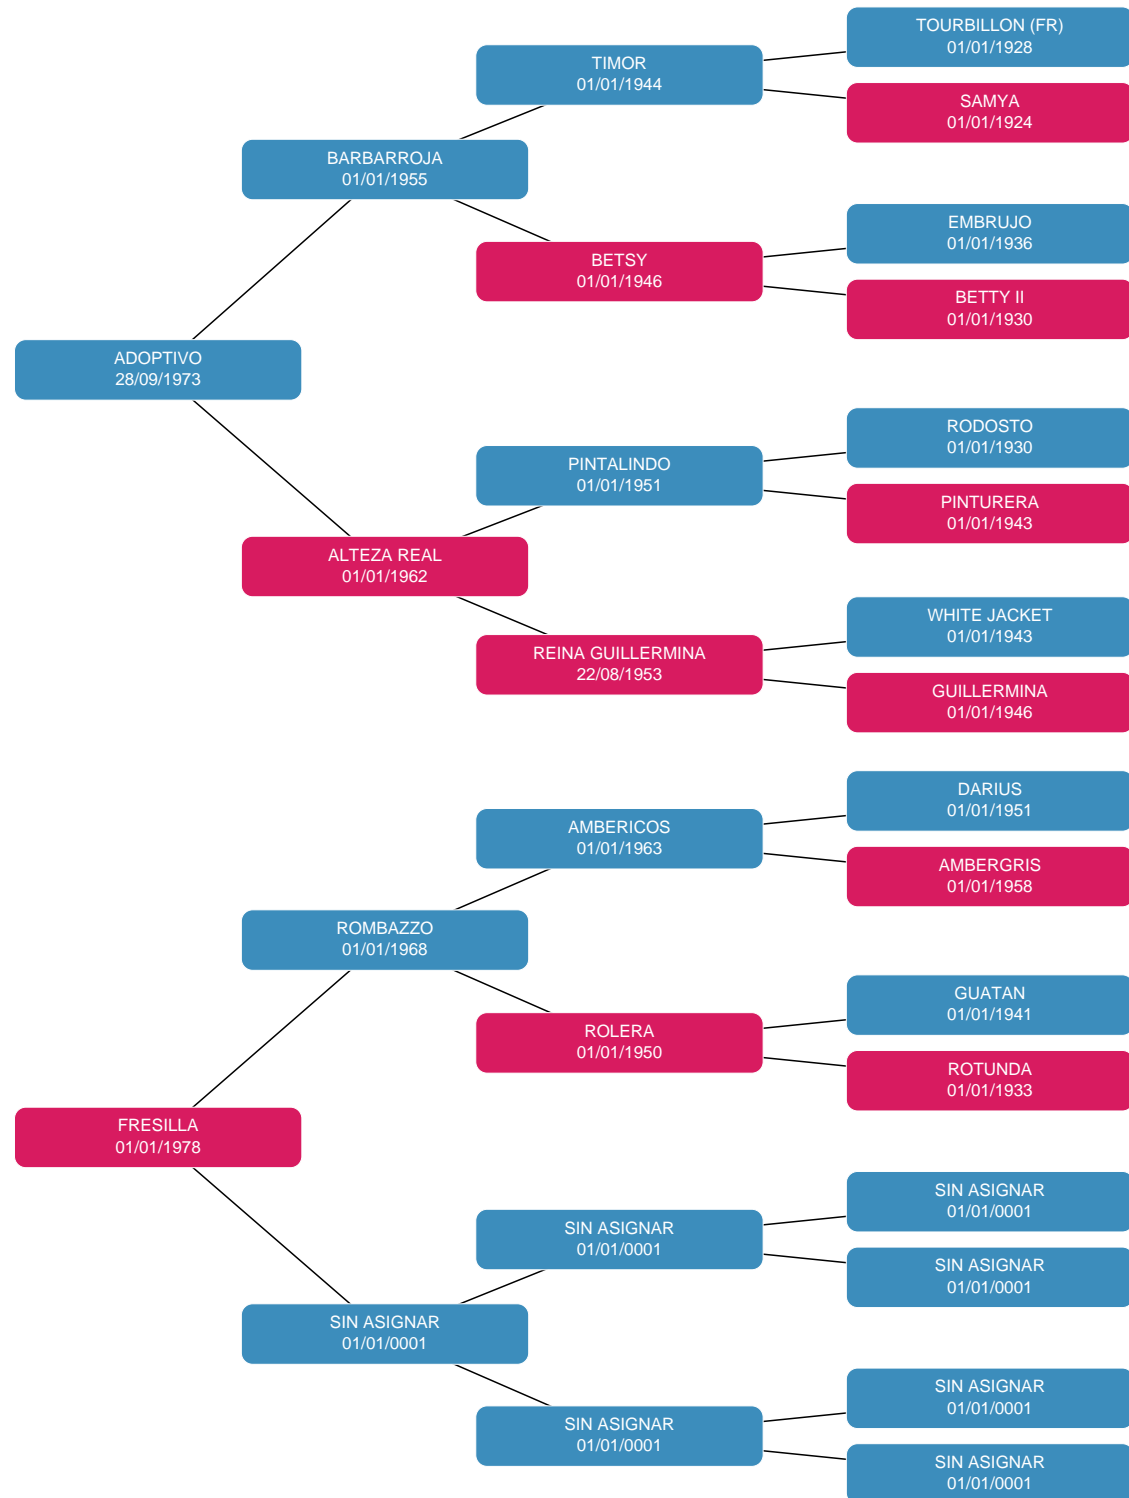 TOURBILLON (FR)
01/01/1928
TIMOR
01/01/1944
SAMYA
01/01/1924
BARBARROJA
01/01/1955
EMBRUJO
01/01/1936
BETSY
01/01/1946
BETTY II
01/01/1930
ADOPTIVO
28/09/1973
RODOSTO
01/01/1930
PINTALINDO
01/01/1951
PINTURERA
01/01/1943
ALTEZA REAL
01/01/1962
WHITE JACKET
01/01/1943
REINA GUILLERMINA
22/08/1953
GUILLERMINA
01/01/1946
DARIUS
01/01/1951
AMBERICOS
01/01/1963
AMBERGRIS
01/01/1958
ROMBAZZO
01/01/1968
GUATAN
01/01/1941
ROLERA
01/01/1950
ROTUNDA
01/01/1933
FRESILLA
01/01/1978
SIN ASIGNAR
01/01/0001
SIN ASIGNAR
01/01/0001
SIN ASIGNAR
01/01/0001
SIN ASIGNAR
01/01/0001
SIN ASIGNAR
01/01/0001
SIN ASIGNAR
01/01/0001
SIN ASIGNAR
01/01/0001